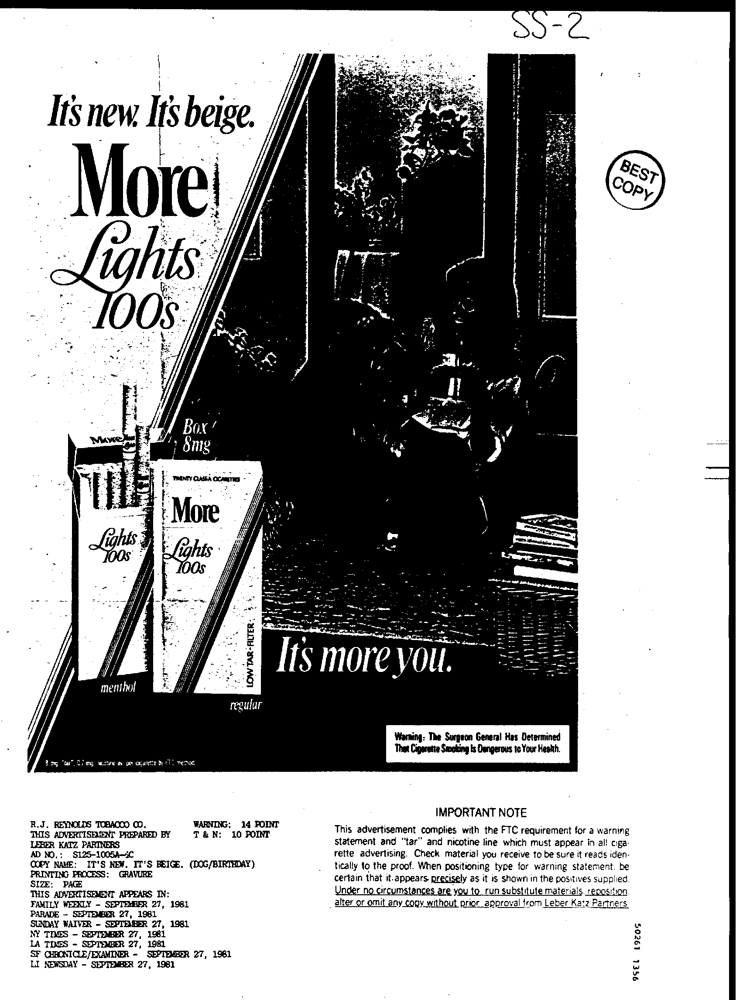 SS-2
It's new. It's beige.
More
Lights
100s
BEST
COPY
Box
8mg
More
TWENTY CLASS A CIGARETTES
More
Lights
100s
Lights
100s
LOW TAR-FILTER
It's more you.
menthol
regular
Warning: The Surgeon General Has Determined
That Cigarette Smoking Is Dangerous to Your Health.
8 mg. "tar", 0.7 mg. nicotine av. per cigarette by FTC method.
R.J. REYNOLDS TOBACCO CO. WARNING: 14 POINT
THIS ADVERTISEMENT PREPARED BY T & N: 10 POINT
LEBER KATZ PARTNERS
AD NO.: S125-1005A-4C
COPY NAME: IT'S NEW. IT'S BEIGE. (DOG/BIRTHDAY)
PRINTING PROCESS: GRAVURE
SIZE: PAGE
THIS ADVERTISEMENT APPEARS IN:
FAMILY WEEKLY - SEPTEMBER 27, 1981
PARADE - SEPTEMBER 27, 1981
SUNDAY WAIVER - SEPTEMBER 27, 1981
NY TIMES - SEPTEMBER 27, 1981
LA TIMES - SEPTEMBER 27, 1981
SF CHRONICLE/EXAMINER - SEPTEMBER 27, 1981
LI NEWSDAY - SEPTEMBER 27, 1981
IMPORTANT NOTE
This advertisement complies with the FTC requirement for a warning
statement and "tar" and nicotine line which must appear in all ciga-
rette advertising. Check material you receive to be sure it reads iden-
tically to the proof. When positioning type for warning statement, be
certain that it appears precisely as it is shown in the positives supplied.
Under no circumstances are you to run substitute materials, reposition,
alter or omit any copy without prior approval from Leber Katz Partners.
50261 1356